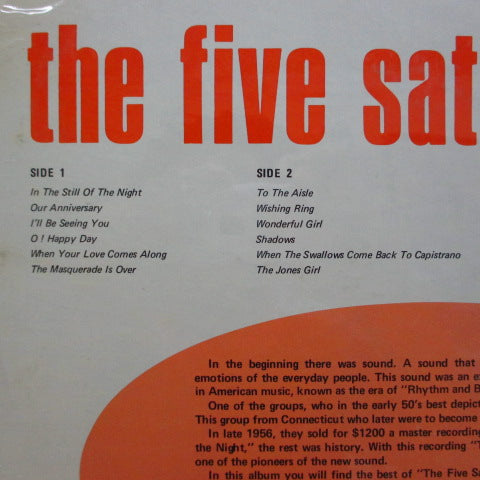 the five sat
SIDE 1
In The Still Of The Night
Our Anniversary
I'll Be Seeing You
O ! Happy Day
When Your Love Comes Along
The Masquerade Is Over
SIDE 2
To The Aisle
Wishing Ring
Wonderful Girl
Shadows
When The Swallows Come Back To Capistrano
The Jones Girl
In the beginning there was sound. A sound that
emotions of the everyday people. This sound was an e
in American music, known as the era of "Rhythm and B
One of the groups, who in the early 50's best depict
This group from Connecticut who later were to become
In late 1956, they sold for $1200 a master recording
the Night," the rest was history. With this recording "T
one of the pioneers of the new sound.
In this album you will find the best of "The Five Sa